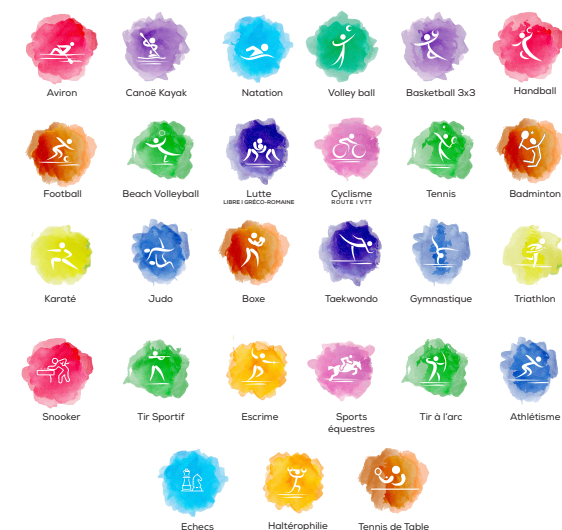 Aviron
Canoë Kayak
Natation
Volley ball
Basketball 3x3
Handball
Football
Beach Volleyball
Lutte
LIBRE I GRÉCO-ROMAINE
Cyclisme
ROUTE I VTT
Tennis
Badminton
Karaté
Judo
Boxe
Taekwondo
Gymnastique
Triathlon
Snooker
Tir Sportif
Escrime
Sports
équestres
Tir à l'arc
Athlétisme
Echecs
Haltérophilie
Tennis de Table